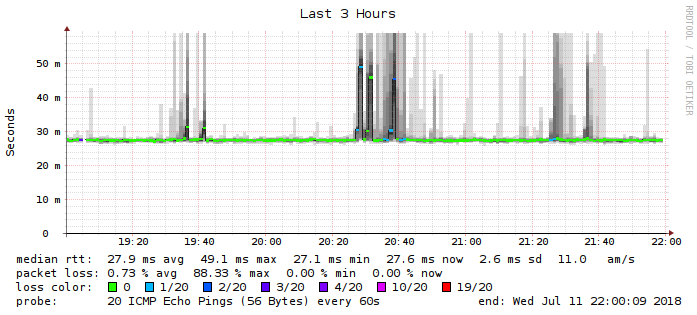 Last 3 Hours
RRDTOOL / TOBI OETIKER
Seconds
50 m
40 m
30 m
20 m
10 m
0
19:20 19:40 20:00 20:20 20:40 21:00 21:20 21:40 22:00
median rtt: 27.9 ms avg 49.1 ms max 27.1 ms min 27.6 ms now 2.6 ms sd 11.0 am/s
packet loss: 0.73 % avg 88.33 % max 0.00 % min 0.00 % now
loss color: 0 1/20 2/20 3/20 4/20 10/20 19/20
probe: 20 ICMP Echo Pings (56 Bytes) every 60s end: Wed Jul 11 22:00:09 2018